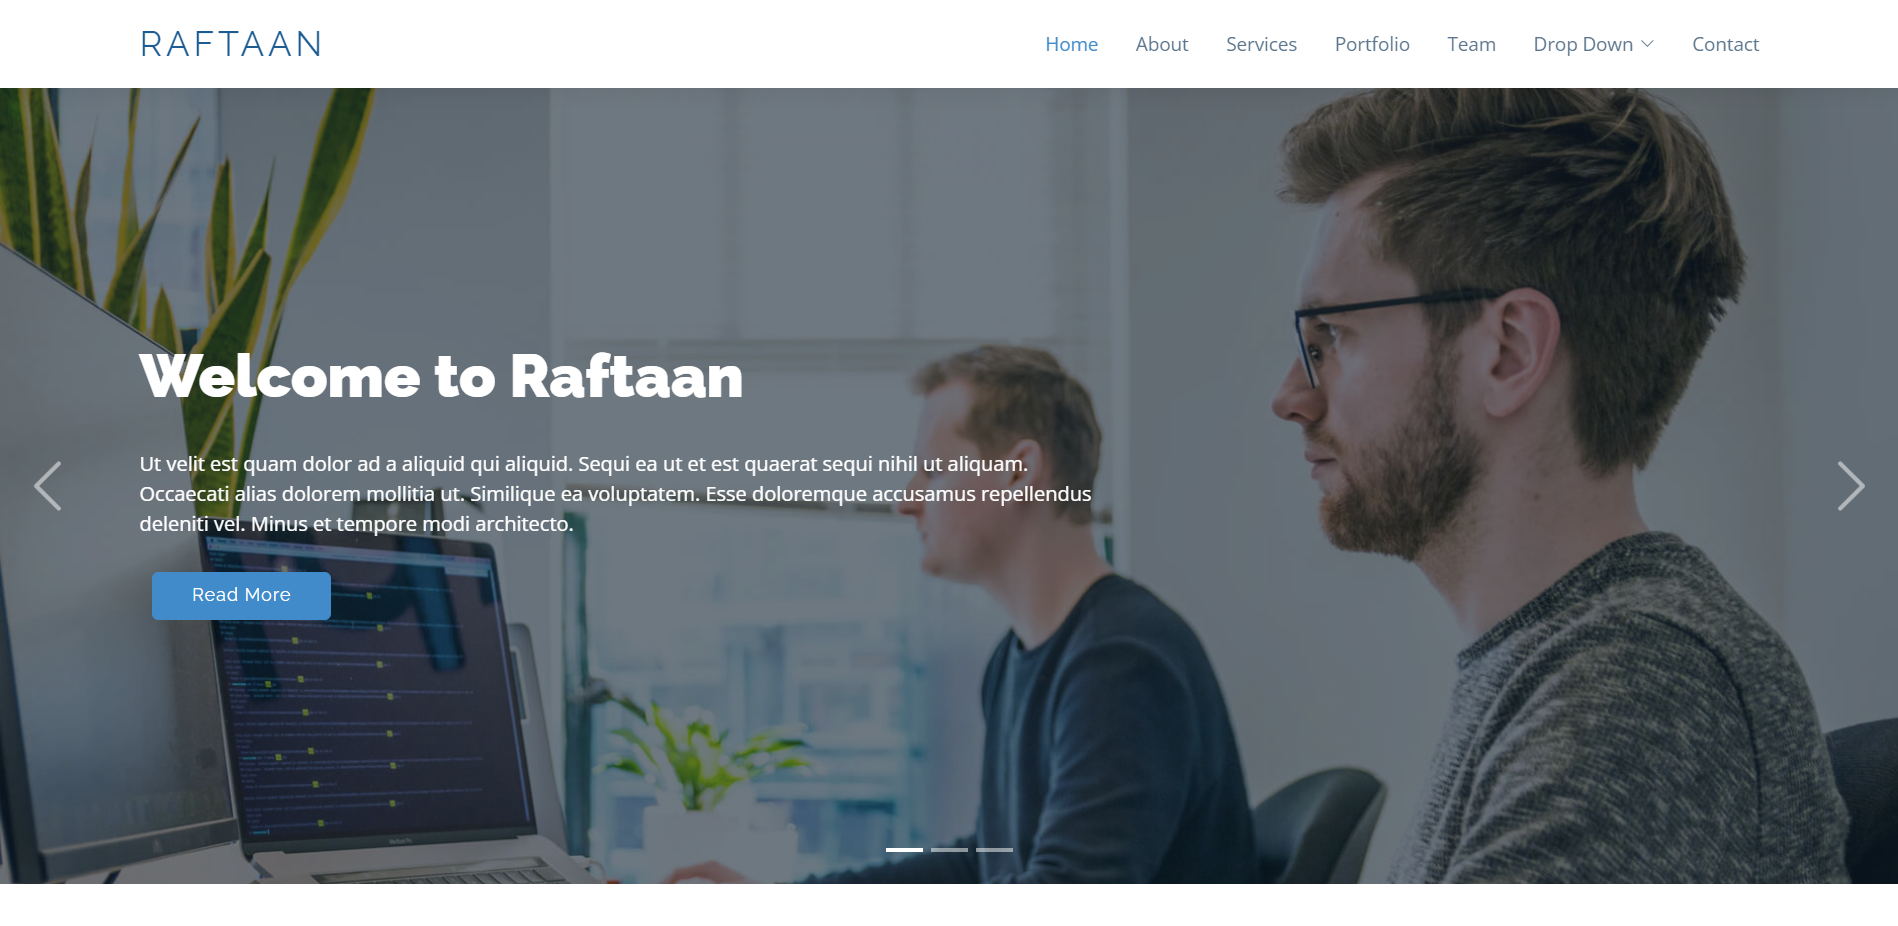 RAFTAAN
Home About Services Portfolio Team Drop Down Contact
Welcome to Raftaan
Ut velit est quam dolor ad a aliquid qui aliquid. Sequi ea ut et est quaerat sequi nihil ut aliquam.
Occaecati alias dolorem mollitia ut. Similique ea voluptatem. Esse doloremque accusamus repellendus
deleniti vel. Minus et tempore modi architecto.
Read More